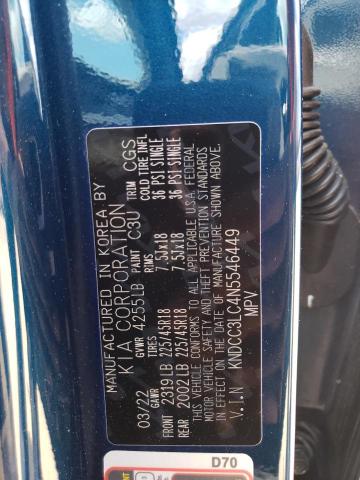 MANUFACTURED IN KOREA BY
KIA CORPORATION
03/22 GVWR 4255LB PAINT C3U TRIM CGS
GAWR TIRES RIMS COLD TIRE INFL
FRONT 2319LB 225/45R18 7.5Jx18 36 PSI SINGLE
REAR 2002LB 225/45R18 7.5Jx18 36 PSI SINGLE
THIS VEHICLE CONFORMS TO ALL APPLICABLE U.S.A. FEDERAL
MOTOR VEHICLE SAFETY AND THEFT PREVENTION STANDARDS
IN EFFECT ON THE DATE OF MANUFACTURE SHOWN ABOVE.
V.I.N KNDCC3LC4N5546449
MPV
D70